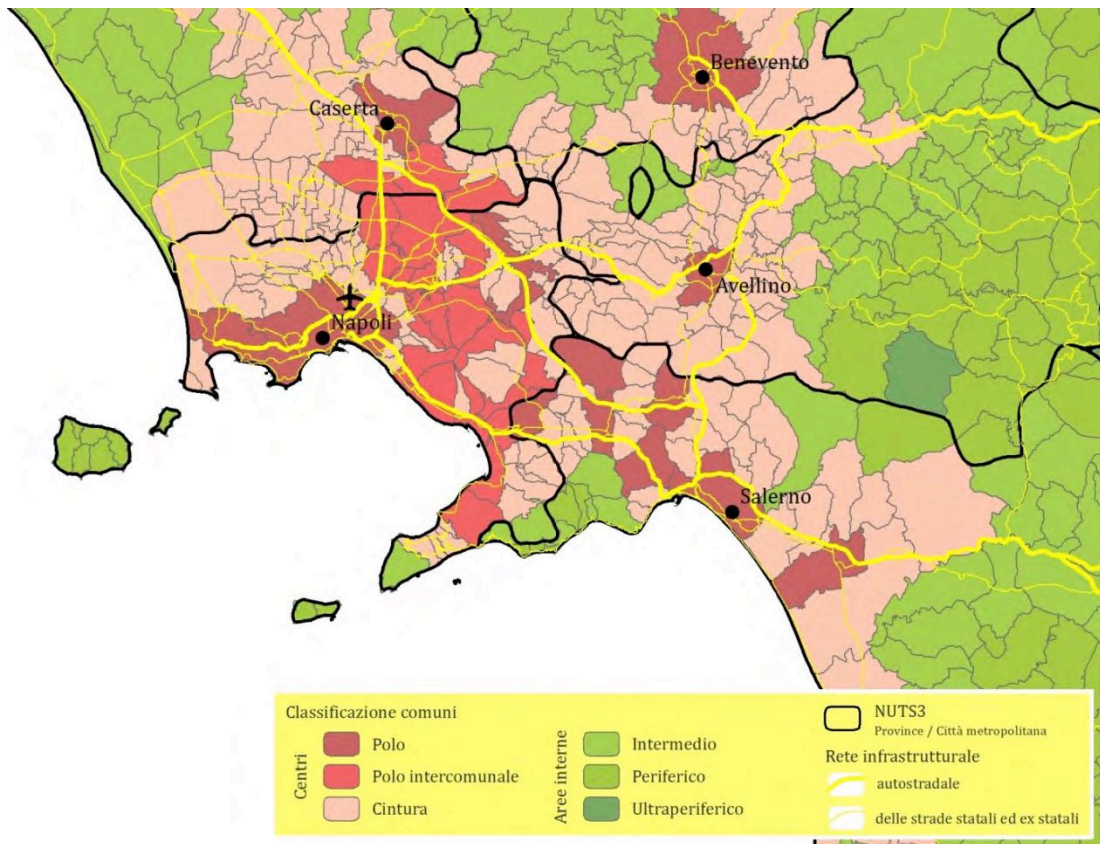 Benevento
Caserta
Avellino
Napoli
Salerno
Classificazione comuni
Centri
Polo
Polo intercomunale
Cintura
Aree interne
Intermedio
Periferico
Ultraperiferico
NUTS3
Province / Città metropolitana
Rete infrastrutturale
autostradale
delle strade statali ed ex statali